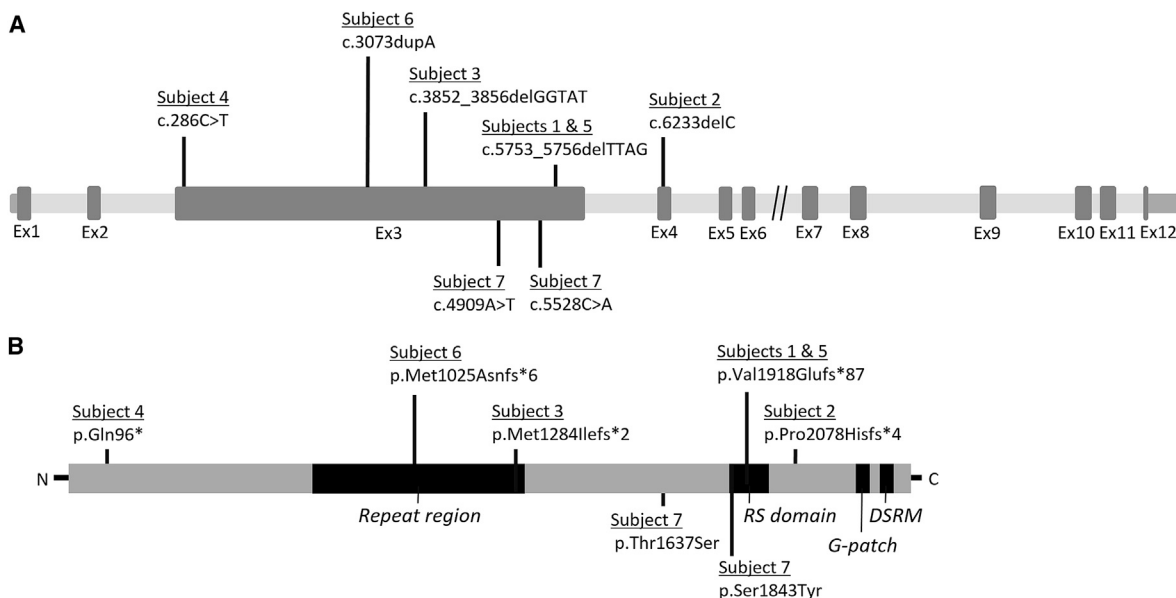 A
Subject 6
c.3073dupA
Subject 3
c.3852_3856delGGTAT
Subject 4
c.286C>T
Subjects 1 & 5
c.5753_5756delTTAG
Subject 2
c.6233delC
Ex1 Ex2 Ex3 Ex4 Ex5 Ex6 // Ex7 Ex8 Ex9 Ex10 Ex11 Ex12
Subject 7
c.4909A>T
Subject 7
c.5528C>A
B
Subject 6
p.Met1025Asnfs*6
Subjects 1 & 5
p.Val1918Glufs*87
Subject 4
p.Gln96*
Subject 3
p.Met1284Ilefs*2
Subject 2
p.Pro2078Hisfs*4
N C
Repeat region
Subject 7
p.Thr1637Ser
RS domain
DSRM
G-patch
Subject 7
p.Ser1843Tyr